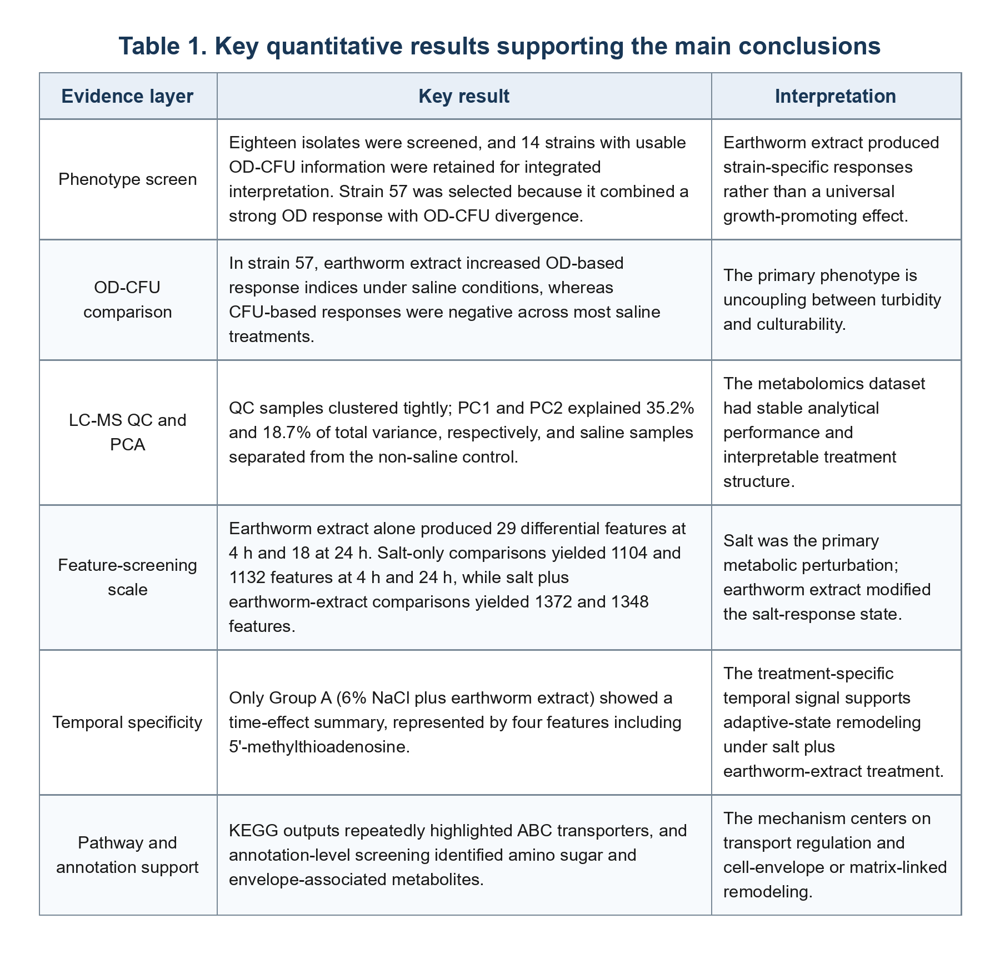 Table 1. Key quantitative results supporting the main conclusions
Evidence layer
Key result
Interpretation
Phenotype screen
Eighteen isolates were screened, and 14 strains with usable
OD-CFU information were retained for integrated
interpretation. Strain 57 was selected because it combined a
strong OD response with OD-CFU divergence.
Earthworm extract produced
strain-specific responses
rather than a universal
growth-promoting effect.
OD-CFU
comparison
In strain 57, earthworm extract increased OD-based
response indices under saline conditions, whereas
CFU-based responses were negative across most saline
treatments.
The primary phenotype is
uncoupling between turbidity
and culturability.
LC-MS QC and
PCA
QC samples clustered tightly; PC1 and PC2 explained 35.2%
and 18.7% of total variance, respectively, and saline samples
separated from the non-saline control.
The metabolomics dataset
had stable analytical
performance and
interpretable treatment
structure.
Feature-screening
scale
Earthworm extract alone produced 29 differential features at
4 h and 18 at 24 h. Salt-only comparisons yielded 1104 and
1132 features at 4 h and 24 h, while salt plus
earthworm-extract comparisons yielded 1372 and 1348
features.
Salt was the primary
metabolic perturbation;
earthworm extract modified
the salt-response state.
Temporal specificity
Only Group A (6% NaCl plus earthworm extract) showed a
time-effect summary, represented by four features including
5'-methylthioadenosine.
The treatment-specific
temporal signal supports
adaptive-state remodeling
under salt plus
earthworm-extract treatment.
Pathway and
annotation support
KEGG outputs repeatedly highlighted ABC transporters, and
annotation-level screening identified amino sugar and
envelope-associated metabolites.
The mechanism centers on
transport regulation and
cell-envelope or matrix-linked
remodeling.